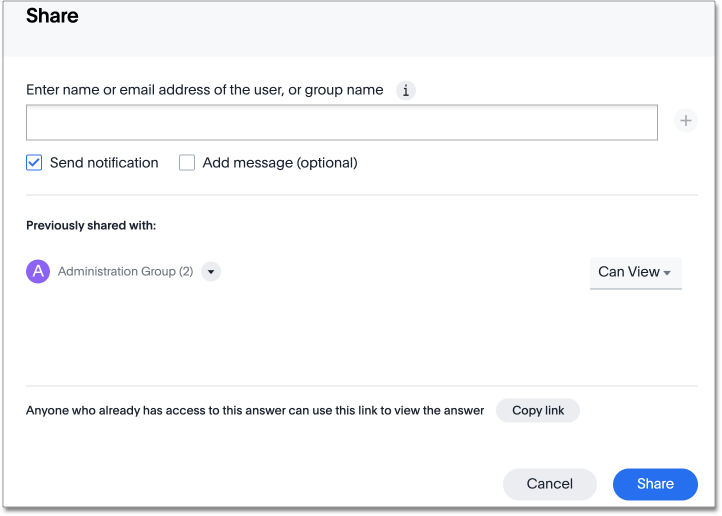 Share
Enter name or email address of the user, or group name i
+
Send notification Add message (optional)
Previously shared with:
A Administration Group (2) Can View
Anyone who already has access to this answer can use this link to view the answer Copy link
Cancel Share